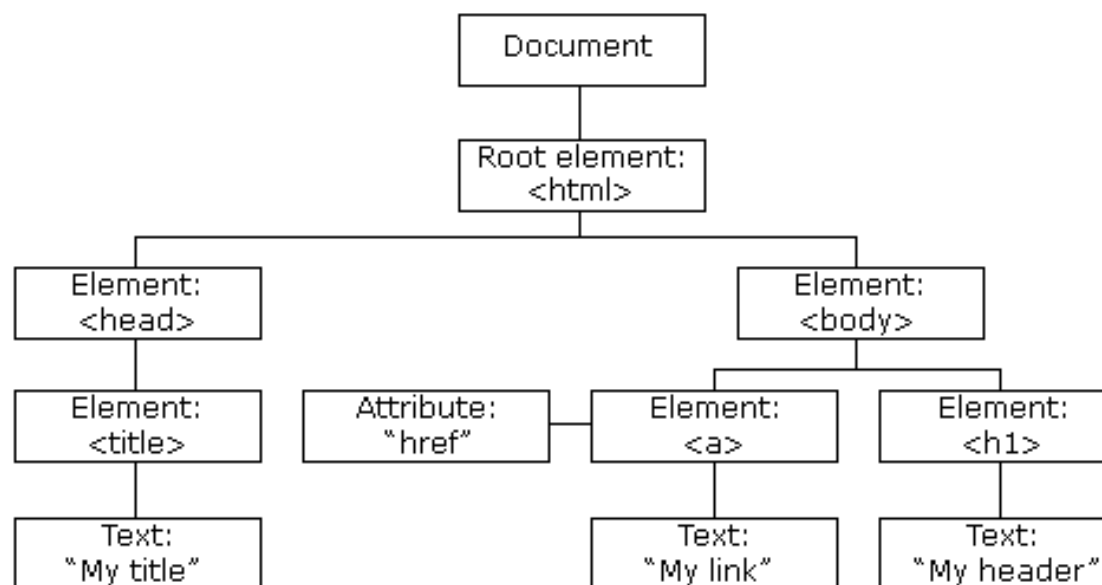 Document
Root element:
<html>
Element:
<head>
Element:
<body>
Element:
<title>
Attribute:
“href”
Element:
<a>
Element:
<h1>
Text:
“My title”
Text:
“My link”
Text:
“My header”